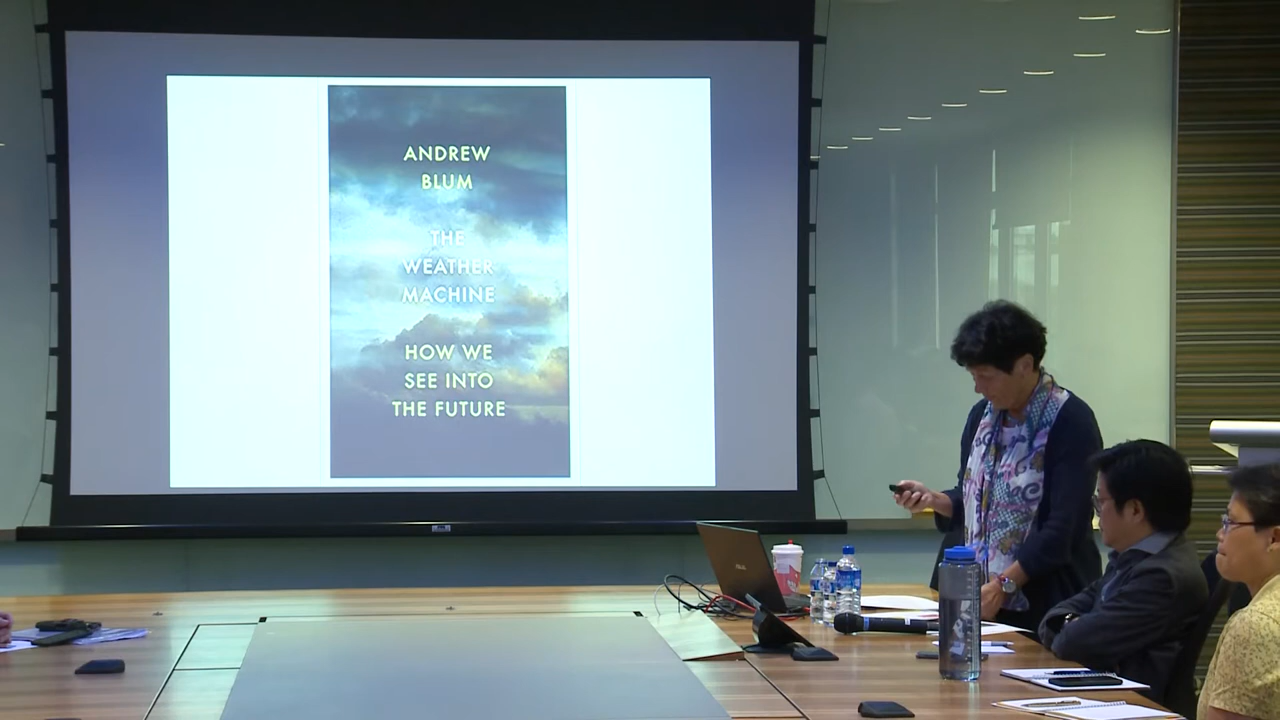 ANDREW
BLUM
THE
WEATHER
MACHINE
HOW WE
SEE INTO
THE FUTURE